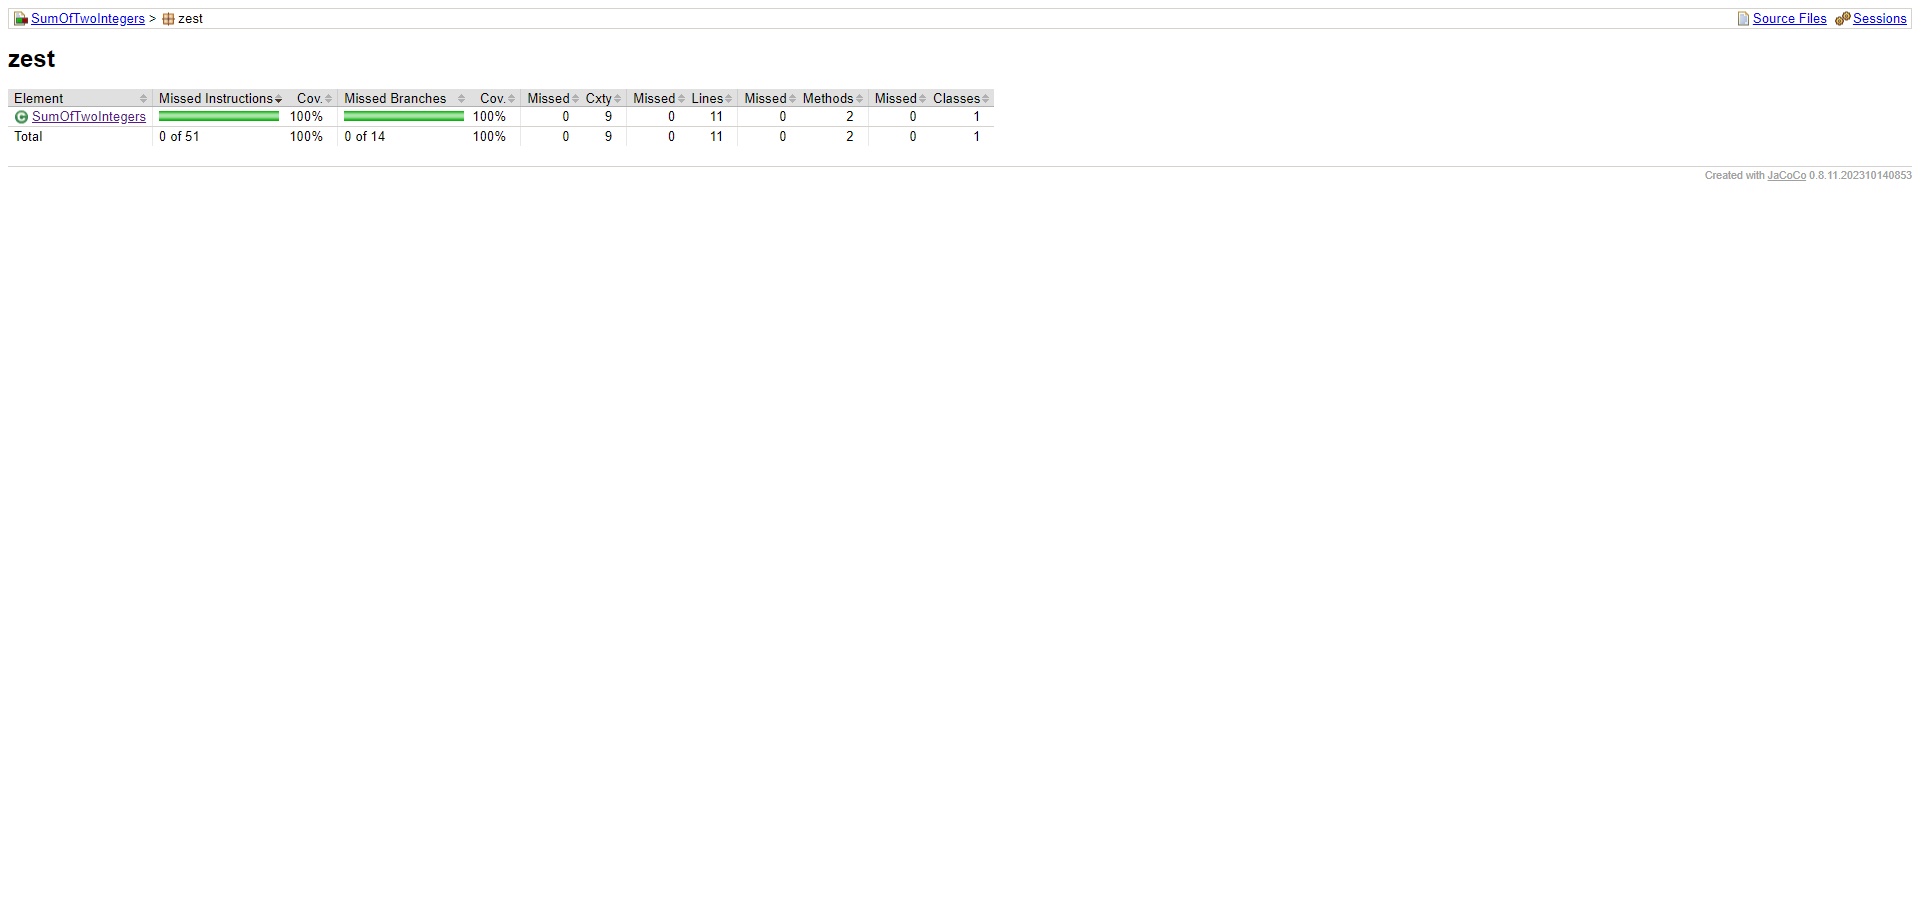 SumOfTwoIntegers > zest Source Files Sessions
zest
Element Missed Instructions Cov. Missed Branches Cov. Missed Cxty Missed Lines Missed Methods Missed Classes
SumOfTwoIntegers 100% 100% 0 9 0 11 0 2 0 1
Total 0 of 51 100% 0 of 14 100% 0 9 0 11 0 2 0 1
Created with JaCoCo 0.8.11.202310140853